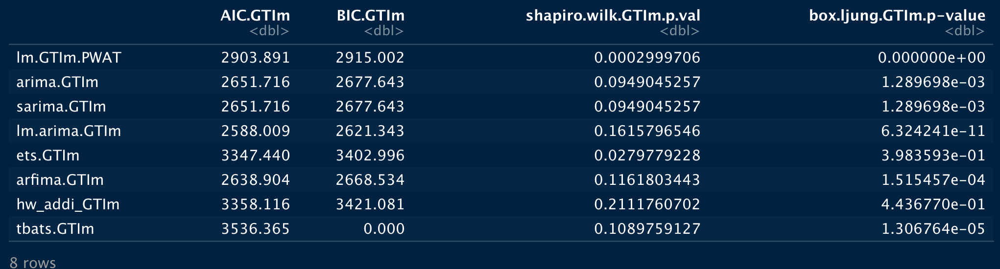 AIC.GTIm BIC.GTIm shapiro.wilk.GTIm.p.val box.ljung.GTIm.p-value
<dbl> <dbl> <dbl> <dbl>
lm.GTIm.PWAT 2903.891 2915.002 0.0002999706 0.000000e+00
arima.GTIm 2651.716 2677.643 0.0949045257 1.289698e-03
sarima.GTIm 2651.716 2677.643 0.0949045257 1.289698e-03
lm.arima.GTIm 2588.009 2621.343 0.1615796546 6.324241e-11
ets.GTIm 3347.440 3402.996 0.0279779228 3.983593e-01
arfima.GTIm 2638.904 2668.534 0.1161803443 1.515457e-04
hw_addi_GTIm 3358.116 3421.081 0.2111760702 4.436770e-01
tbats.GTIm 3536.365 0.000 0.1089759127 1.306764e-05
8 rows